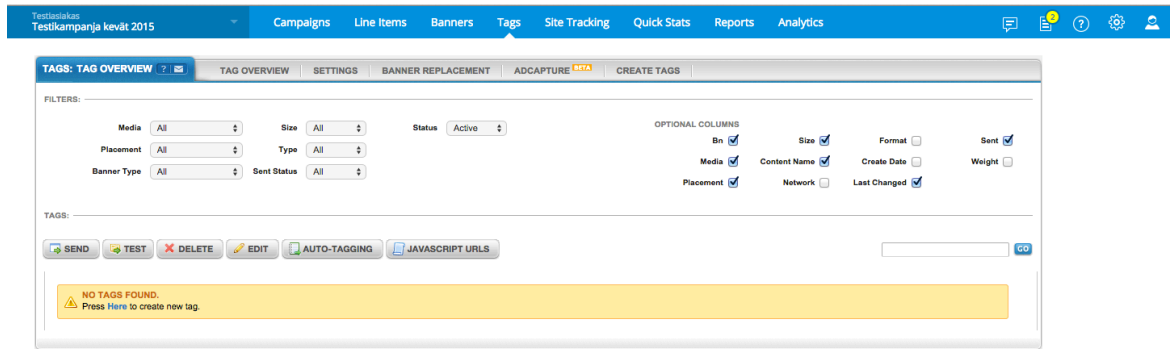 Testiasiakas
Testikampanja kevät 2015
Campaigns Line Items Banners Tags Site Tracking Quick Stats Reports Analytics
2 ?
TAGS: TAG OVERVIEW ? TAG OVERVIEW SETTINGS BANNER REPLACEMENT ADCAPTURE BETA CREATE TAGS
FILTERS:
Media All Size All Status Active OPTIONAL COLUMNS
Bn Size Format Sent
Placement All Type All
Media Content Name Create Date Weight
Banner Type All Sent Status All
Placement Network Last Changed
TAGS:
SEND TEST DELETE EDIT AUTO-TAGGING JAVASCRIPT URLS GO
NO TAGS FOUND.
Press Here to create new tag.